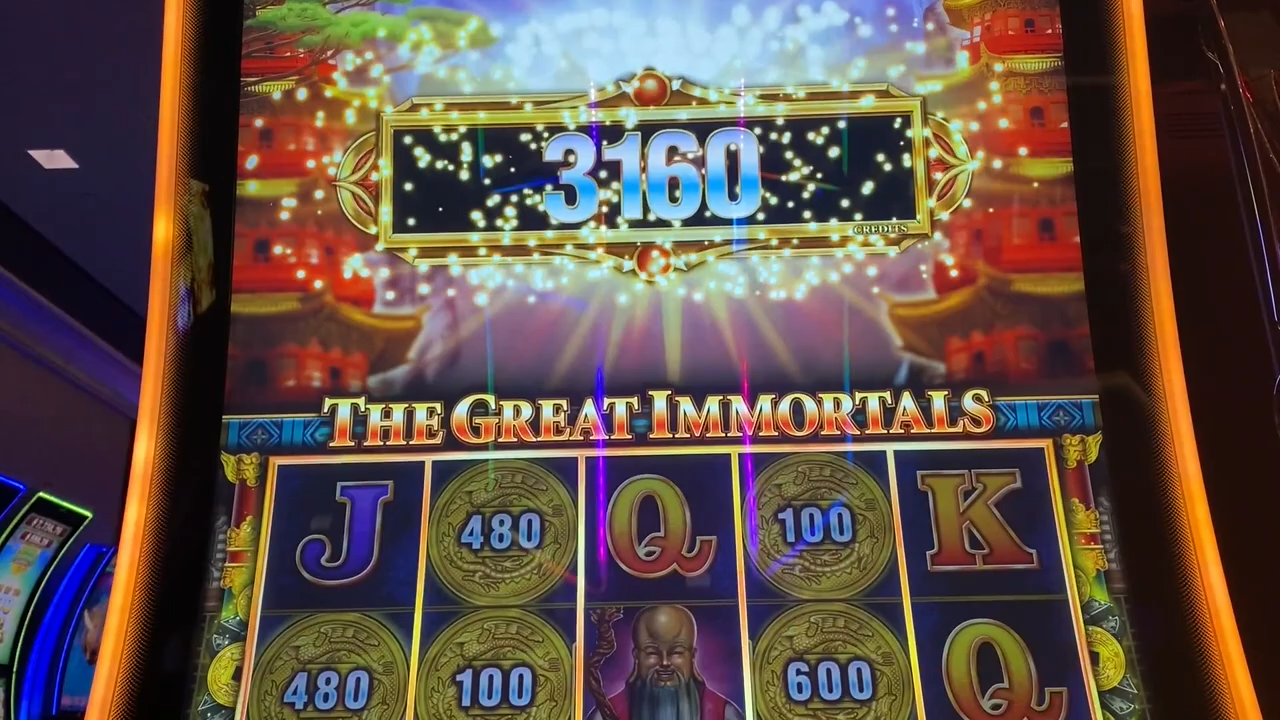 3160
CREDITS
THE GREAT IMMORTALS
J 480 Q 100 K
480 100 600 Q